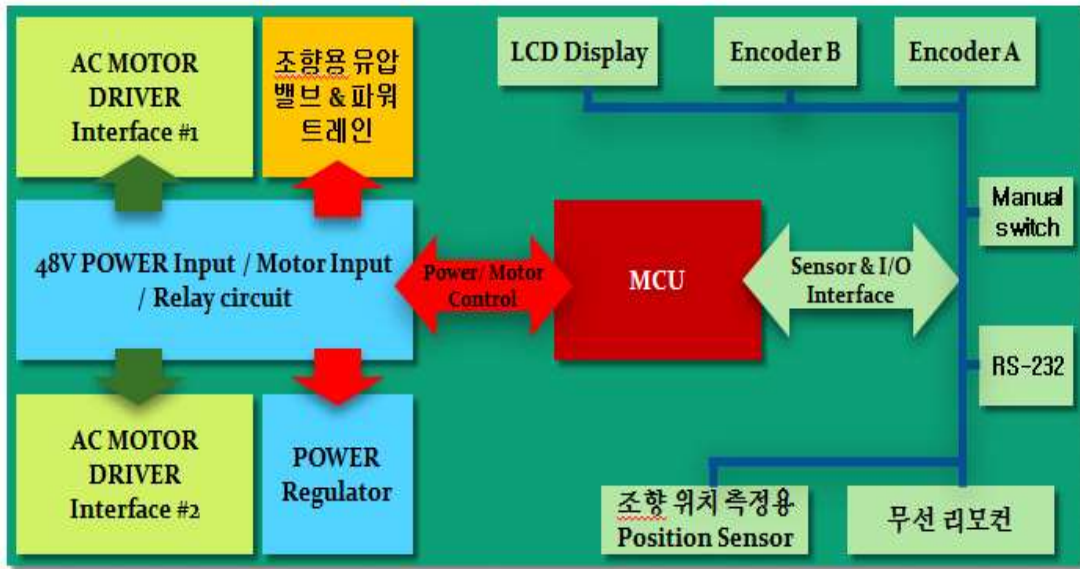 AC MOTOR
DRIVER
Interface #1
조향용 유압
밸브 & 파워
트레인
LCD Display
Encoder B
Encoder A
48V POWER Input / Motor Input
/ Relay circuit
Power/ Motor
Control
MCU
Sensor & I/O
Interface
Manual
switch
RS-232
AC MOTOR
DRIVER
Interface #2
POWER
Regulator
조향 위치 측정용
Position Sensor
무선 리모컨